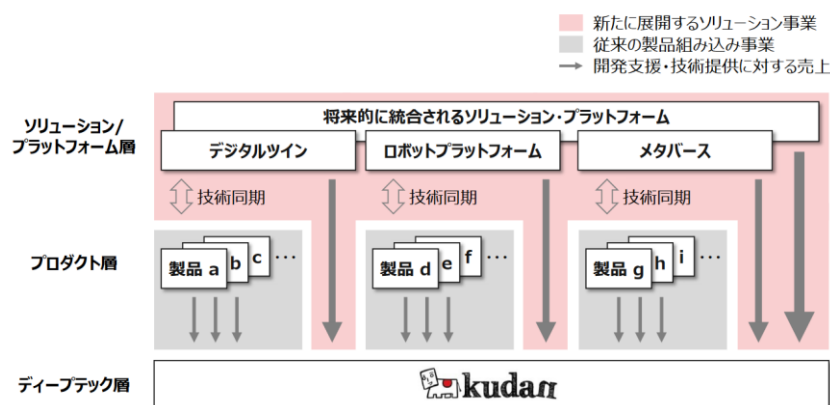 新たに展開するソリューション事業
従来の製品組み込み事業
開発支援・技術提供に対する売上
ソリューション/
プラットフォーム層
将来的に統合されるソリューション・プラットフォーム
デジタルツイン
ロボットプラットフォーム
メタバース
技術同期
技術同期
技術同期
プロダクト層
製品 a
b
c
…
製品 d
e
f
…
製品 g
h
i
…
ディープテック層
kudan